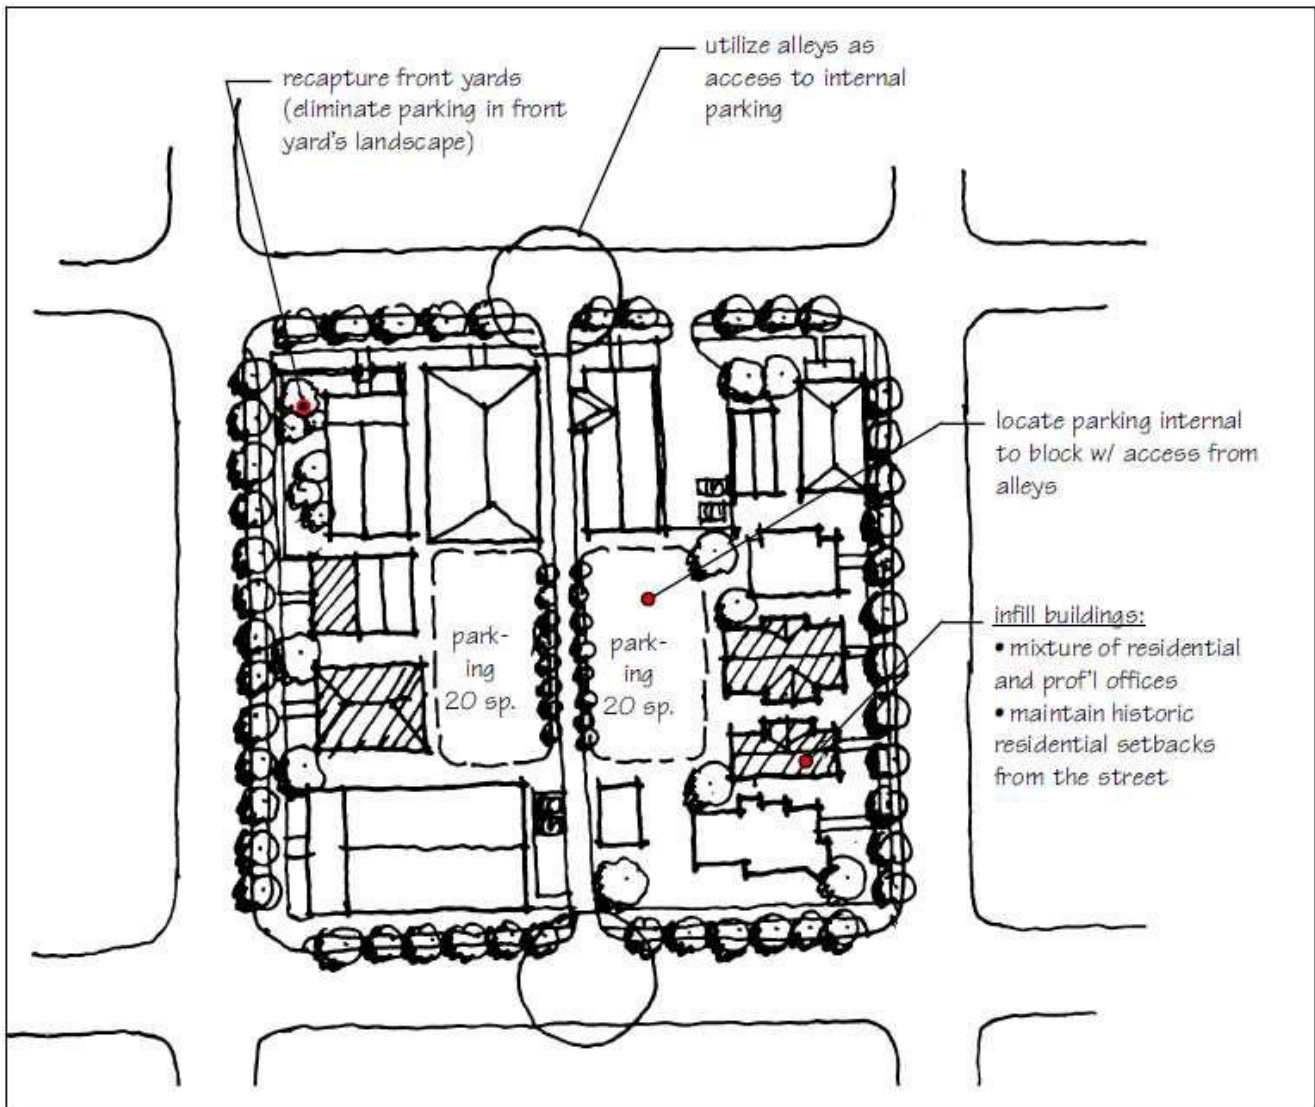 utilize alleys as
access to internal
parking
recapture front yards
(eliminate parking in front
yard's landscape)
locate parking internal
to block w/ access from
alleys
infill buildings:
• mixture of residential
and prof'l offices
• maintain historic
residential setbacks
from the street
park-
ing
20 sp.
park-
ing
20 sp.